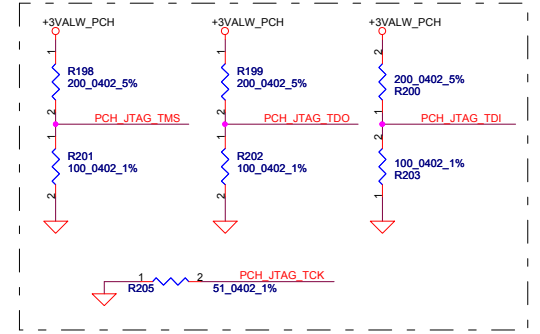 +3VALW_PCH +3VALW_PCH +3VALW_PCH
1 1 2
R198 R199 200_0402_5%
200_0402_5% 200_0402_5% R200
2 2 1
PCH_JTAG_TMS PCH_JTAG_TDO PCH_JTAG_TDI
1 1 2
R201 R202 100_0402_1%
100_0402_1% 100_0402_1% R203
2 2 1
1 2 PCH_JTAG_TCK
R205 51_0402_1%